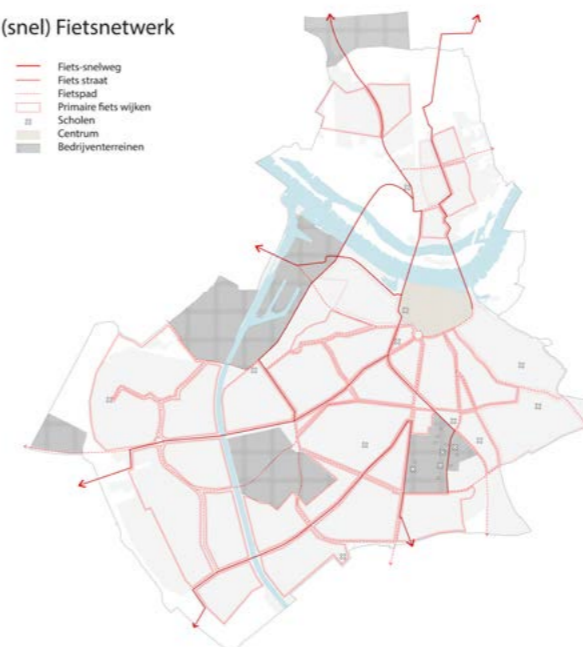 (snel) Fietsnetwerk
Fiets-snelweg
Fiets straat
Fietspad
Primaire fiets wijken
Scholen
Centrum
Bedrijventerreinen